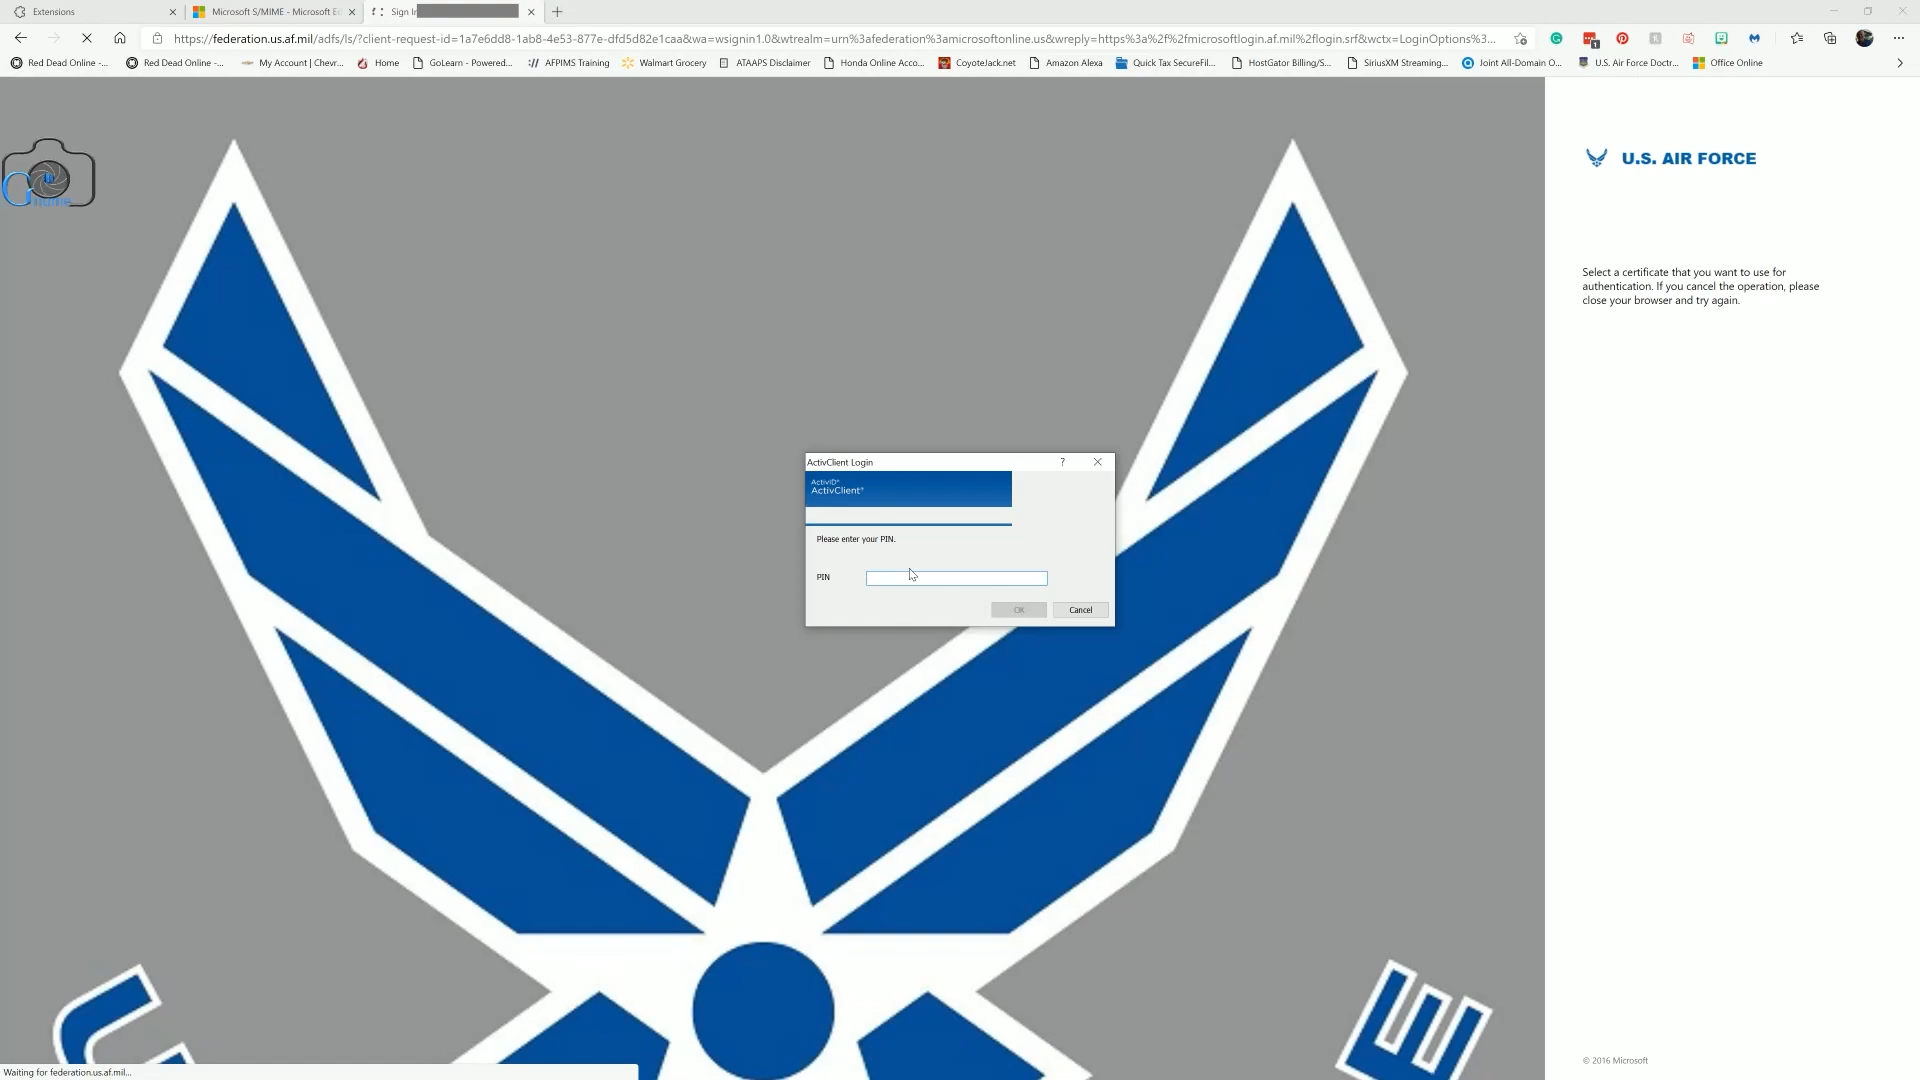 Extensions
Microsoft S/MIME - Microsoft Ed
Sign In
https://federation.us.af.mil/adfs/ls/?client-request-id=1a7e6dd8-1ab8-4e53-877e-dfd5d82e1caa&wa=wsignin1.0&wtrealm=urn%3afederation%3amicrosoftonline.us&wreply=https%3a%2f%2fmicrosoftlogin.af.mil%2flogin.srf&wctx=LoginOptions%3...
1
Red Dead Online -...
Red Dead Online -...
My Account | Chevr...
Home
GoLearn - Powered...
AFPIMS Training
Walmart Grocery
ATAAPS Disclaimer
Honda Online Acco...
CoyoteJack.net
Amazon Alexa
Quick Tax SecureFil...
HostGator Billing/S...
SiriusXM Streaming...
Joint All-Domain O...
U.S. Air Force Doctr...
Office Online
U.S. AIR FORCE
Select a certificate that you want to use for
authentication. If you cancel the operation, please
close your browser and try again.
ActivClient Login
ActivID®
ActivClient®
Please enter your PIN.
PIN
OK
Cancel
U
E
© 2016 Microsoft
Waiting for federation.us.af.mil...